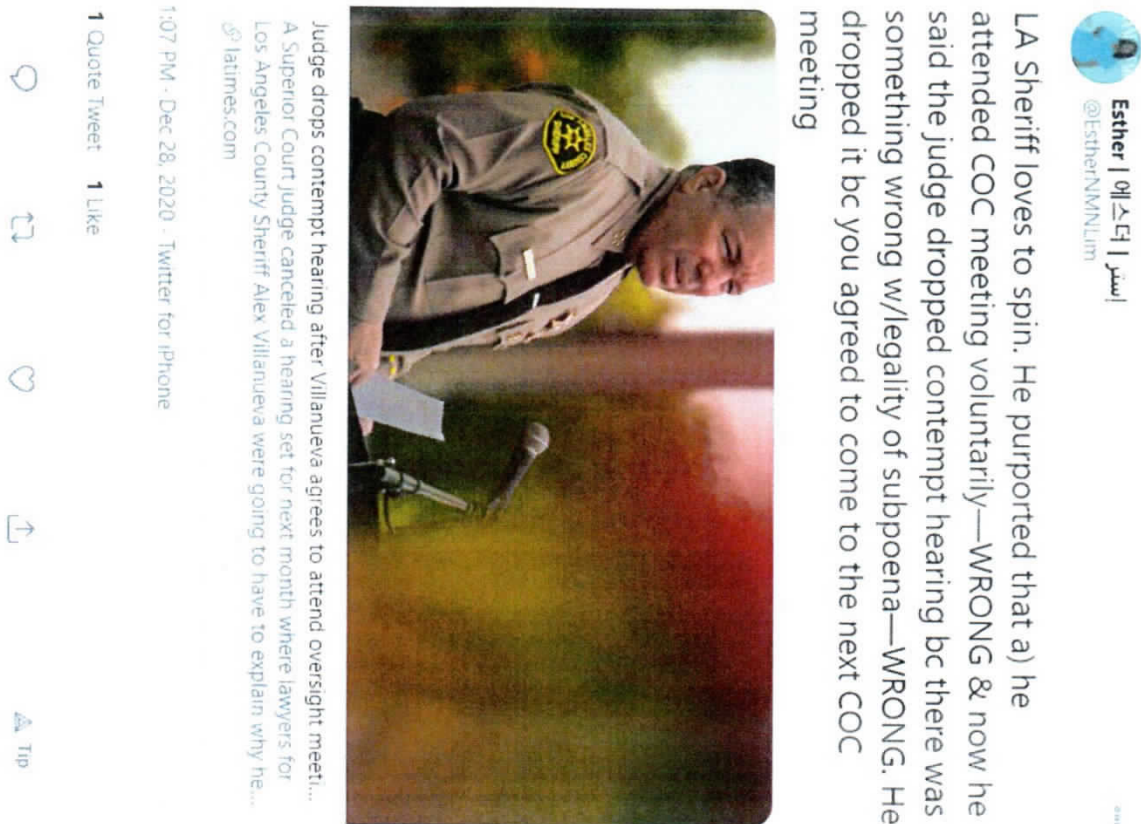 Esther | 에스더 | إستر
@EstherNMNLim
LA Sheriff loves to spin. He purported that a) he
attended COC meeting voluntarily—WRONG & now he
said the judge dropped contempt hearing bc there was
something wrong w/legality of subpoena—WRONG. He
dropped it bc you agreed to come to the next COC
meeting
Judge drops contempt hearing after Villanueva agrees to attend oversight meeti...
A Superior Court judge canceled a hearing set for next month where lawyers for
Los Angeles County Sheriff Alex Villanueva were going to have to explain why he...
latimes.com
1:07 PM · Dec 28, 2020 · Twitter for iPhone
1 Quote Tweet 1 Like
Tip